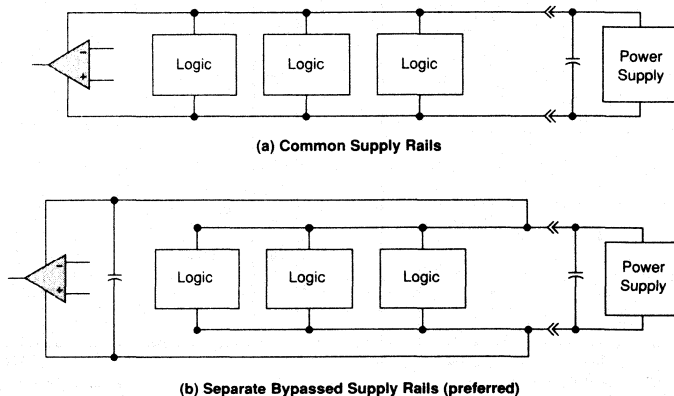 −
+
Logic
Logic
Logic
Power
Supply
(a) Common Supply Rails
−
+
Logic
Logic
Logic
Power
Supply
(b) Separate Bypassed Supply Rails (preferred)